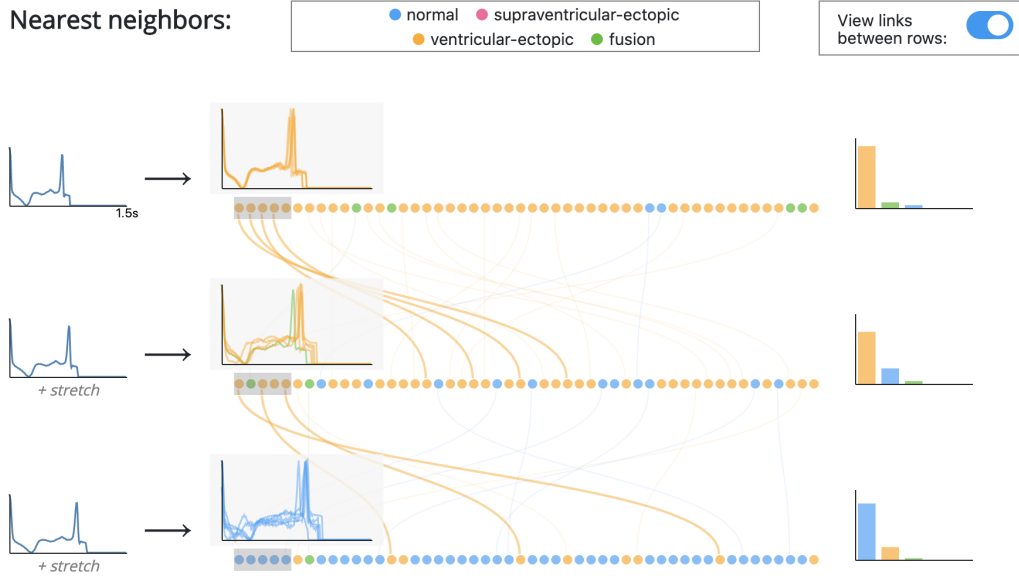 Nearest neighbors:
normal supraventricular-ectopic
ventricular-ectopic fusion
View links
between rows:
1.5s
+ stretch
+ stretch